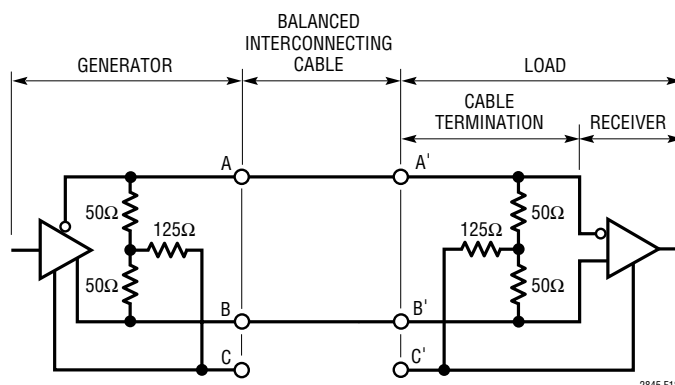 BALANCED
INTERCONNECTING
CABLE
GENERATOR
LOAD
CABLE
TERMINATION
RECEIVER
A
A'
50Ω
125Ω
50Ω
125Ω
50Ω
50Ω
B
B'
C
C'